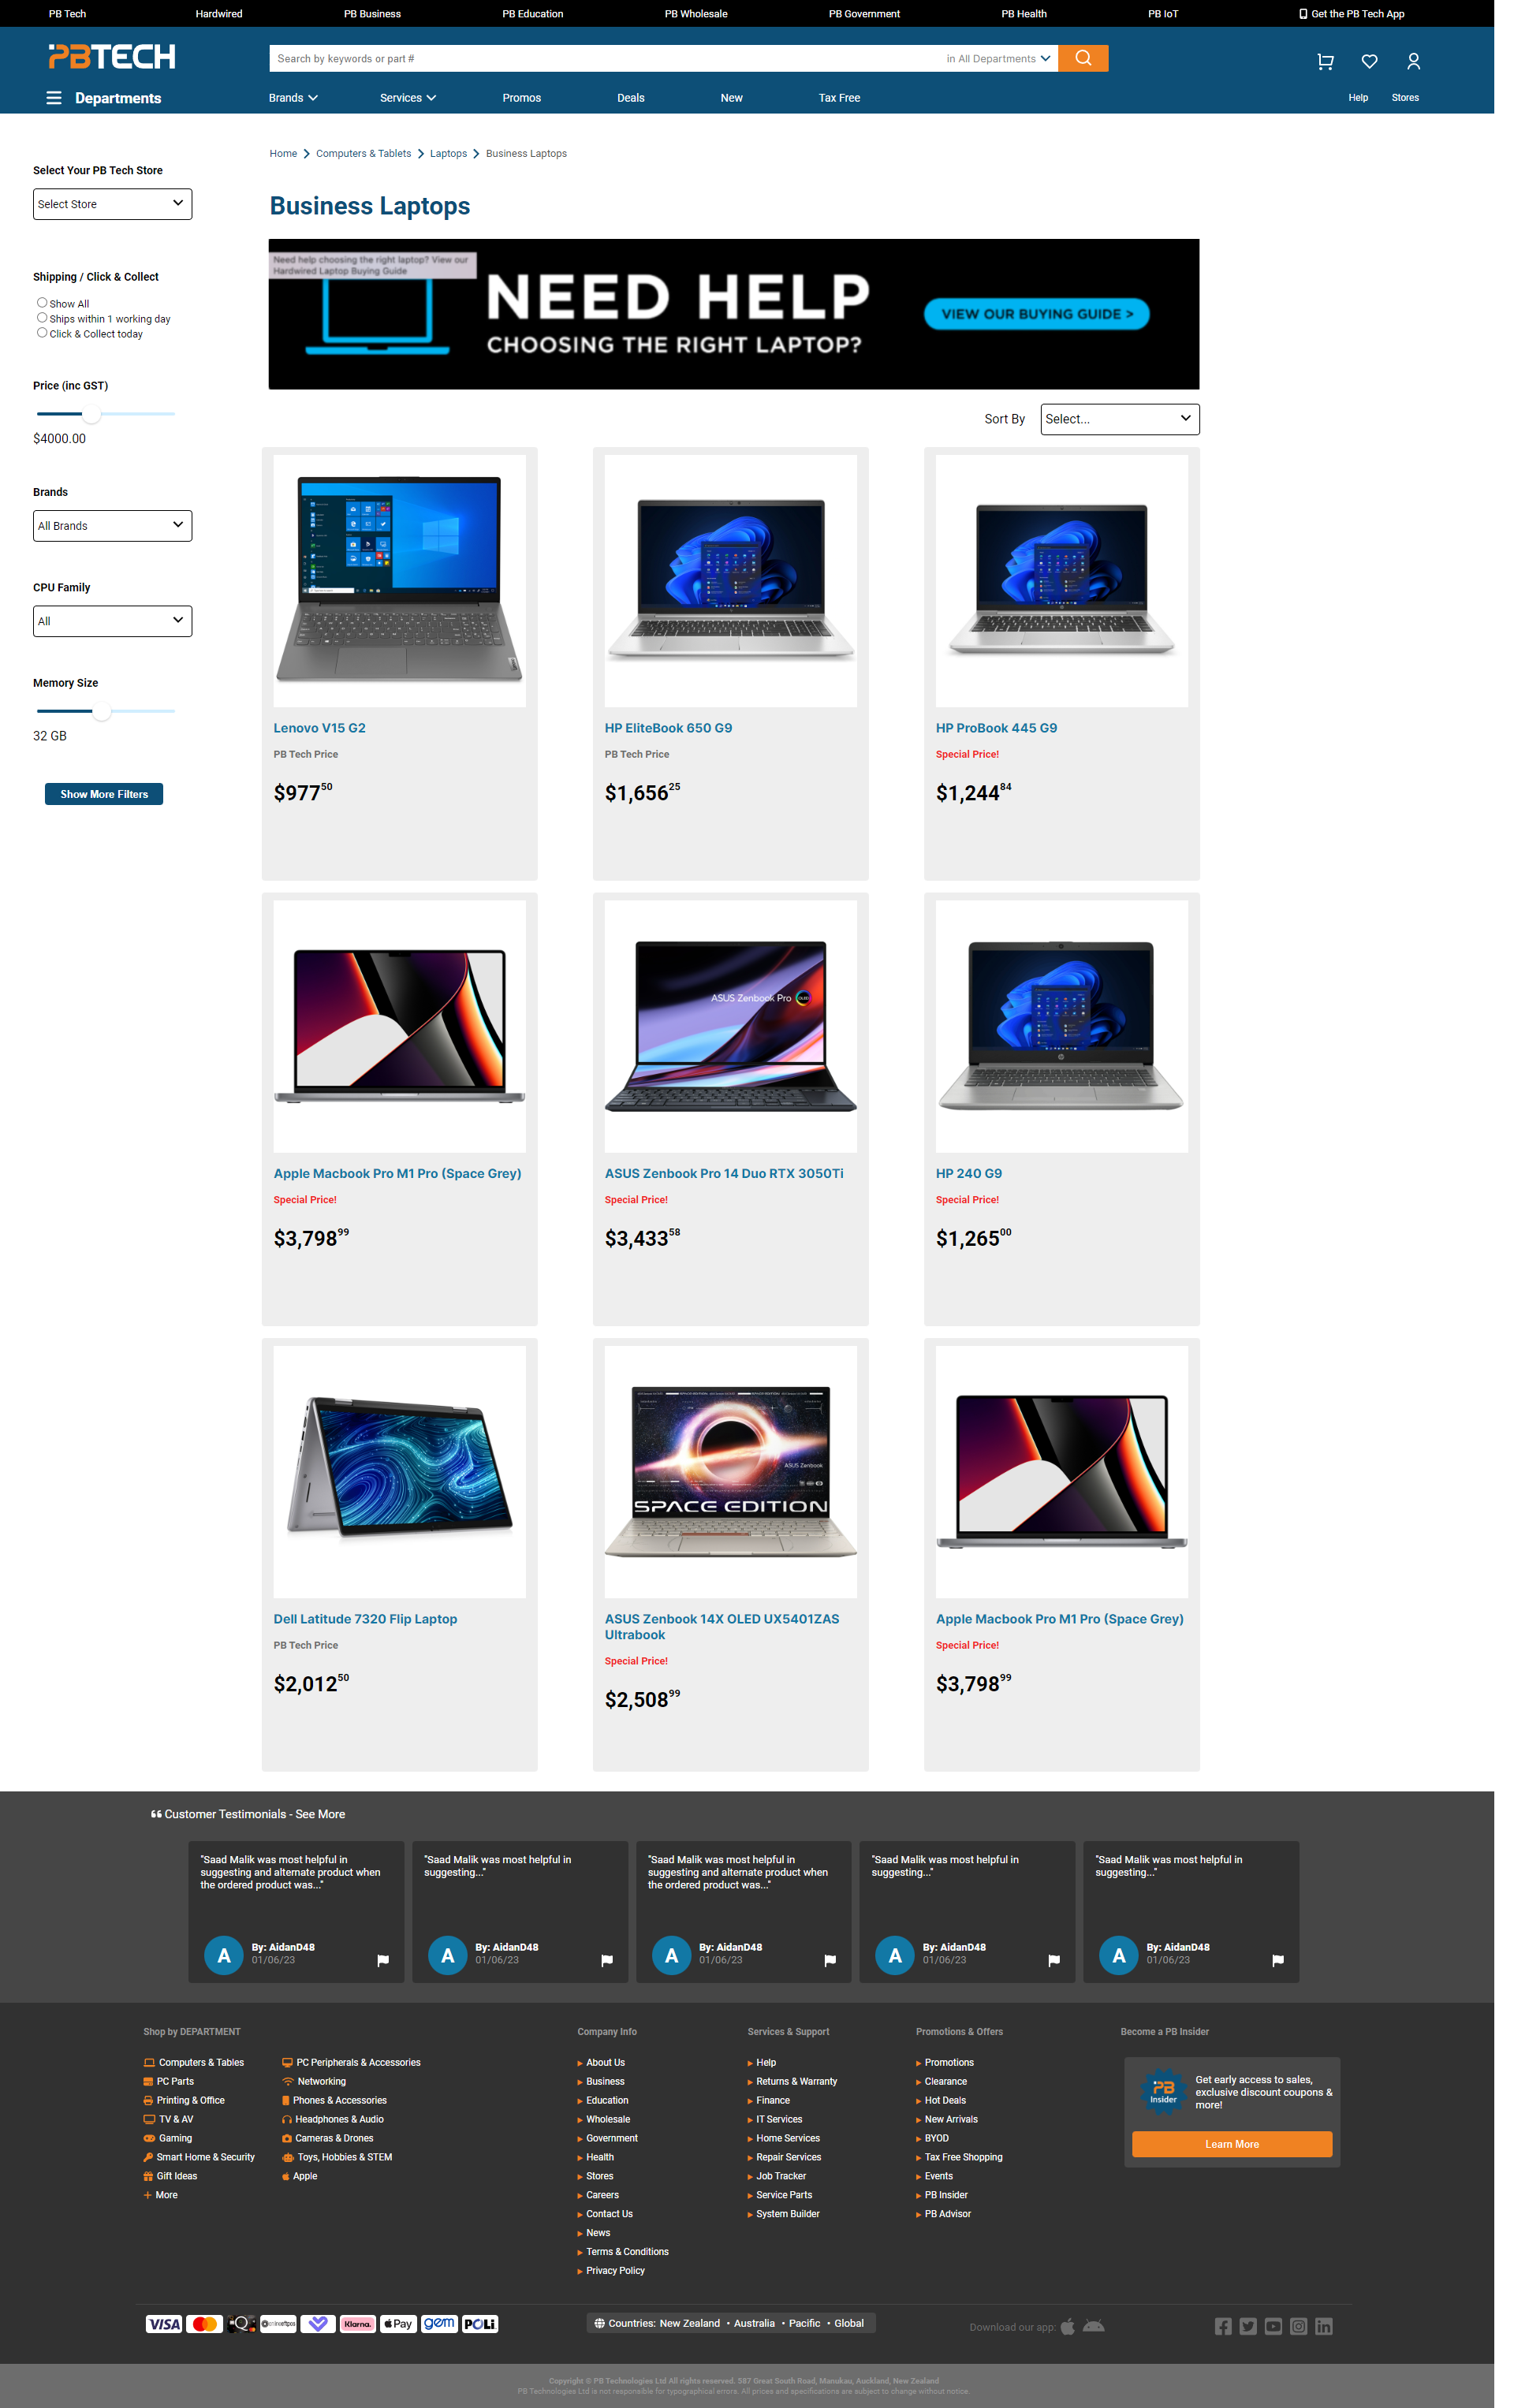 PB Tech
Hardwired
PB Business
PB Education
PB Wholesale
PB Government
PB Health
PB IoT
Get the PB Tech App
PBTECH
Search by keywords or part #
in All Departments
Departments
Brands
Services
Promos
Deals
New
Tax Free
Help
Stores
Home
Computers & Tablets
Laptops
Business Laptops
Select Your PB Tech Store
Select Store
Business Laptops
Need help choosing the right laptop? View our
Hardwired Laptop Buying Guide
NEED HELP
CHOOSING THE RIGHT LAPTOP?
VIEW OUR BUYING GUIDE >
Shipping / Click & Collect
Show All
Ships within 1 working day
Click & Collect today
Price (inc GST)
$4000.00
Sort By
Select...
Brands
All Brands
CPU Family
All
Memory Size
32 GB
Show More Filters
Lenovo V15 G2
PB Tech Price
$977 50
HP EliteBook 650 G9
PB Tech Price
$1,656 25
HP ProBook 445 G9
Special Price!
$1,244 84
ASUS Zenbook Pro OLED
Apple Macbook Pro M1 Pro (Space Grey)
Special Price!
$3,798 99
ASUS Zenbook Pro 14 Duo RTX 3050Ti
Special Price!
$3,433 58
HP 240 G9
Special Price!
$1,265 00
ASUS Zenbook
SPACE EDITION
Dell Latitude 7320 Flip Laptop
PB Tech Price
$2,012 50
ASUS Zenbook 14X OLED UX5401ZAS
Ultrabook
Special Price!
$2,508 99
Apple Macbook Pro M1 Pro (Space Grey)
Special Price!
$3,798 99
Customer Testimonials - See More
"Saad Malik was most helpful in
suggesting and alternate product when
the ordered product was..."
A
By: AidanD48
01/06/23
"Saad Malik was most helpful in
suggesting..."
A
By: AidanD48
01/06/23
"Saad Malik was most helpful in
suggesting and alternate product when
the ordered product was..."
A
By: AidanD48
01/06/23
"Saad Malik was most helpful in
suggesting..."
A
By: AidanD48
01/06/23
"Saad Malik was most helpful in
suggesting..."
A
By: AidanD48
01/06/23
Shop by DEPARTMENT
Computers & Tables
PC Parts
Printing & Office
TV & AV
Gaming
Smart Home & Security
Gift Ideas
More
PC Peripherals & Accessories
Networking
Phones & Accessories
Headphones & Audio
Cameras & Drones
Toys, Hobbies & STEM
Apple
Company Info
About Us
Business
Education
Wholesale
Government
Health
Stores
Careers
Contact Us
News
Terms & Conditions
Privacy Policy
Services & Support
Help
Returns & Warranty
Finance
IT Services
Home Services
Repair Services
Job Tracker
Service Parts
System Builder
Promotions & Offers
Promotions
Clearance
Hot Deals
New Arrivals
BYOD
Tax Free Shopping
Events
PB Insider
PB Advisor
Become a PB Insider
PB
Insider
Get early access to sales,
exclusive discount coupons &
more!
Learn More
VISA
Q
onlineeftpos
Klarna.
Pay
gem
POLi
Countries: New Zealand • Australia • Pacific • Global
Download our app:
Copyright © PB Technologies Ltd All rights reserved. 587 Great South Road, Manukau, Auckland, New Zealand
PB Technologies Ltd is not responsible for typographical errors. All prices and specifications are subject to change without notice.